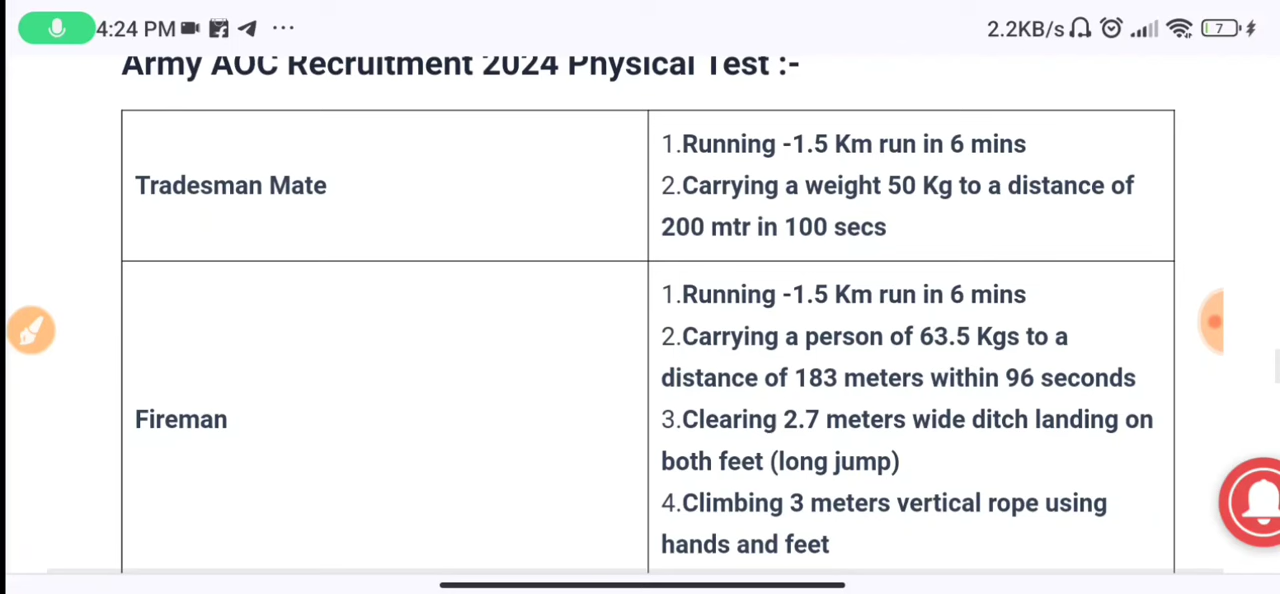 4:24 PM ... 2.2KB/s 7
Army AOC Recruitment 2024 Physical Test :-
Tradesman Mate
1.Running -1.5 Km run in 6 mins
2.Carrying a weight 50 Kg to a distance of
200 mtr in 100 secs
Fireman
1.Running -1.5 Km run in 6 mins
2.Carrying a person of 63.5 Kgs to a
distance of 183 meters within 96 seconds
3.Clearing 2.7 meters wide ditch landing on
both feet (long jump)
4.Climbing 3 meters vertical rope using
hands and feet